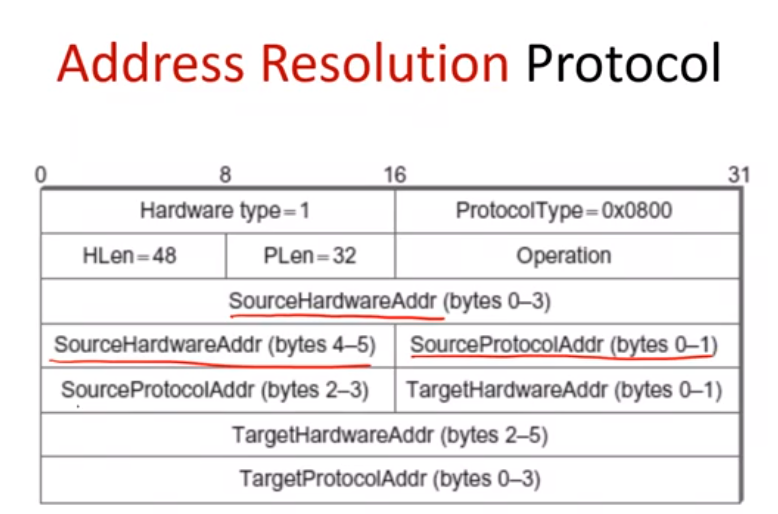 Address Resolution Protocol
0 8 16 31
Hardware type=1 ProtocolType=0x0800
HLen=48 PLen=32 Operation
SourceHardwareAddr (bytes 0–3)
SourceHardwareAddr (bytes 4–5) SourceProtocolAddr (bytes 0–1)
SourceProtocolAddr (bytes 2–3) TargetHardwareAddr (bytes 0–1)
TargetHardwareAddr (bytes 2–5)
TargetProtocolAddr (bytes 0–3)